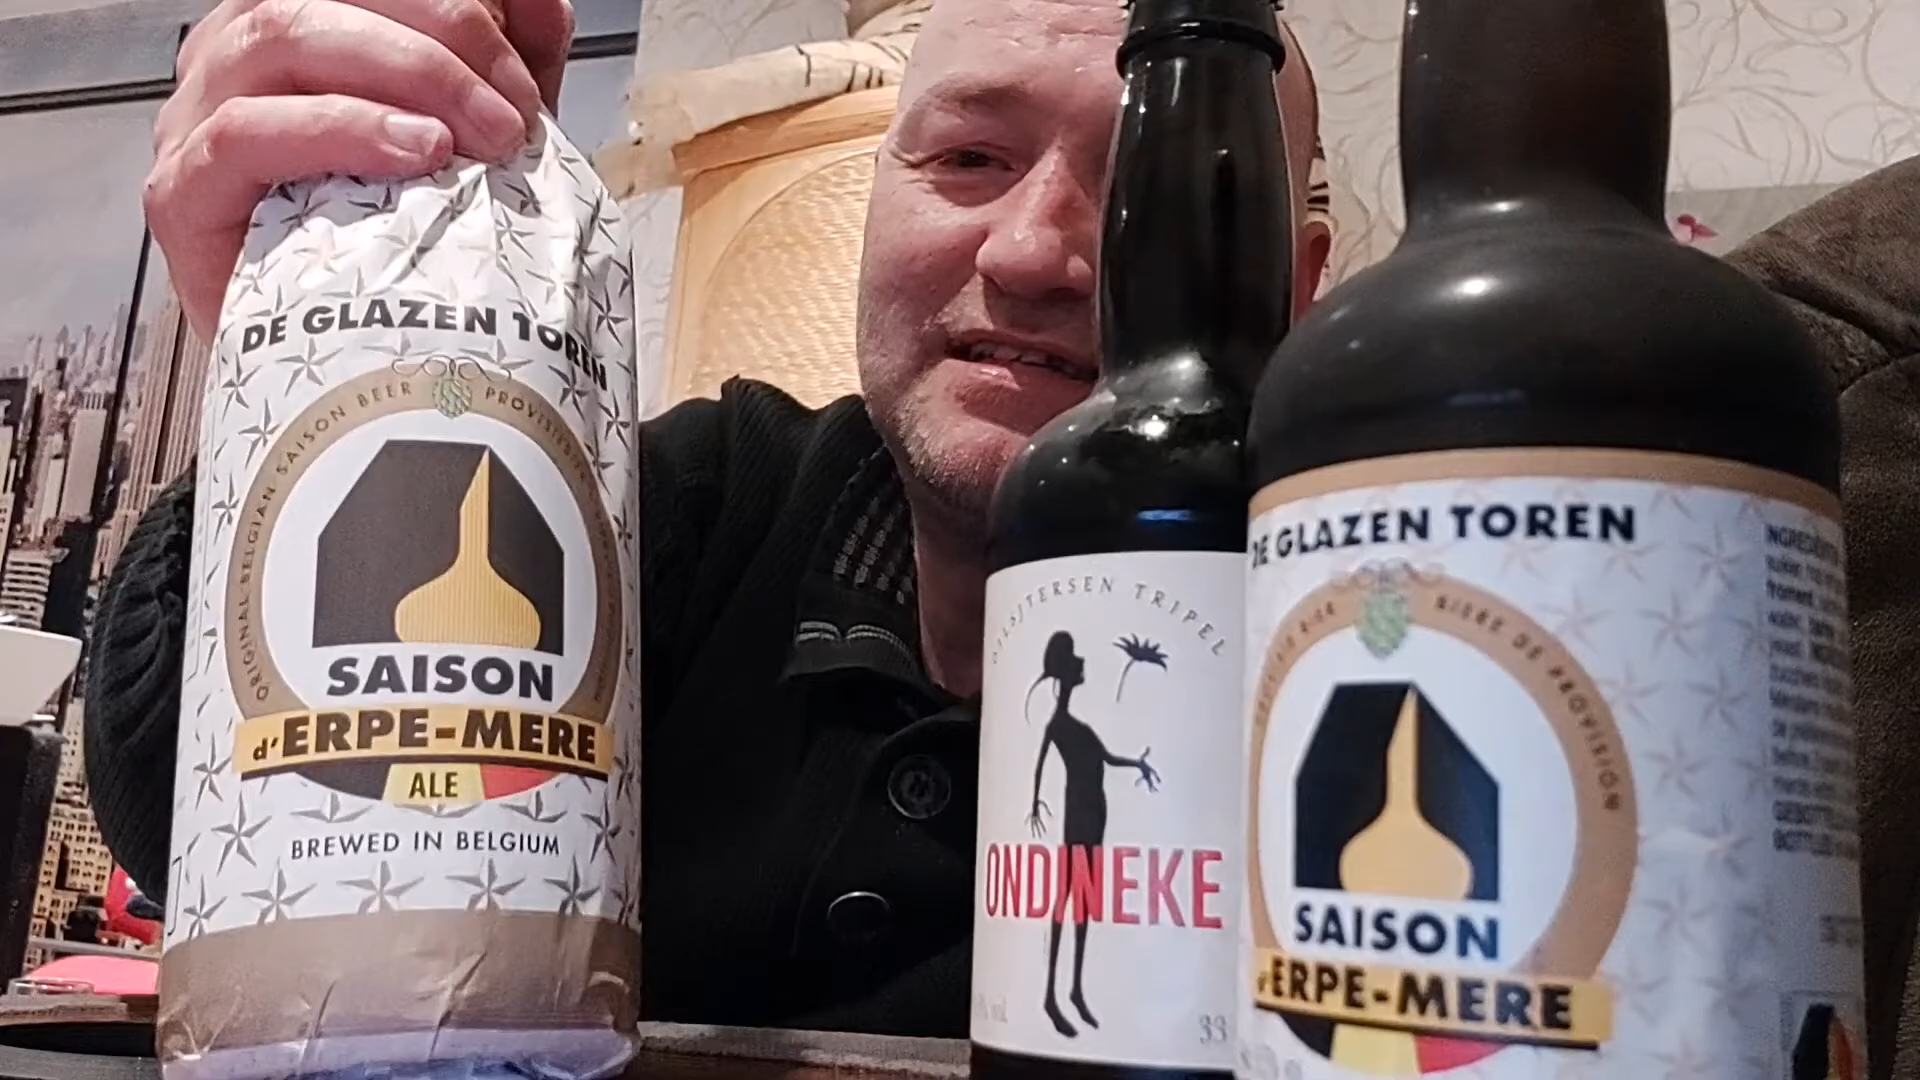 DE GLAZEN TOREN
ORIGINAL BELGIAN SAISON BEER PROVISIEBIER
SAISON
d'ERPE-MERE
ALE
BREWED IN BELGIUM
OILSJTERSEN TRIPEL
ONDINEKE
33
DE GLAZEN TOREN
BIERE DE PROVISION
SAISON
d'ERPE-MERE